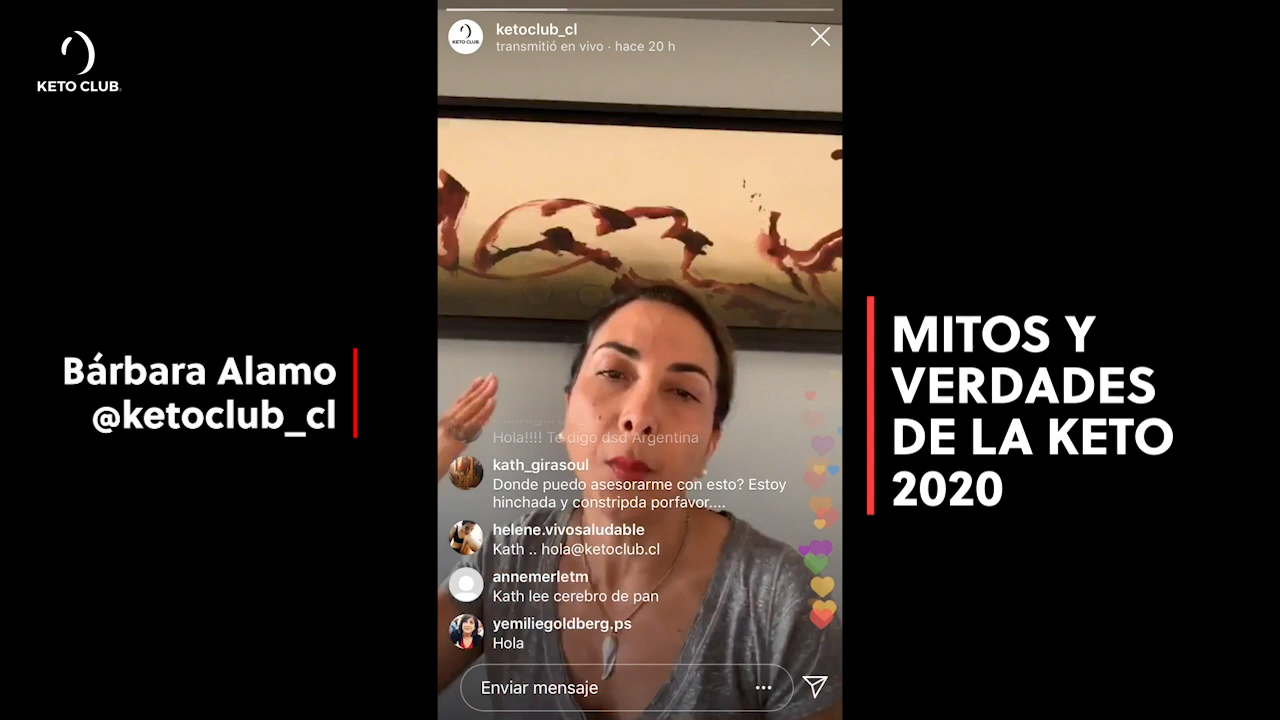 KETO CLUB
Bárbara Alamo
@ketoclub_cl
KETO CLUB
ketoclub_cl
transmitió en vivo · hace 20 h
Hola!!!! Te digo dsd Argentina
kath_girasoul
Donde puedo asesorarme con esto? Estoy
hinchada y constripda porfavor....
helene.vivosaludable
Kath .. hola@ketoclub.cl
annemerletm
Kath lee cerebro de pan
yemiliegoldberg.ps
Hola
Enviar mensaje
MITOS Y
VERDADES
DE LA KETO
2020